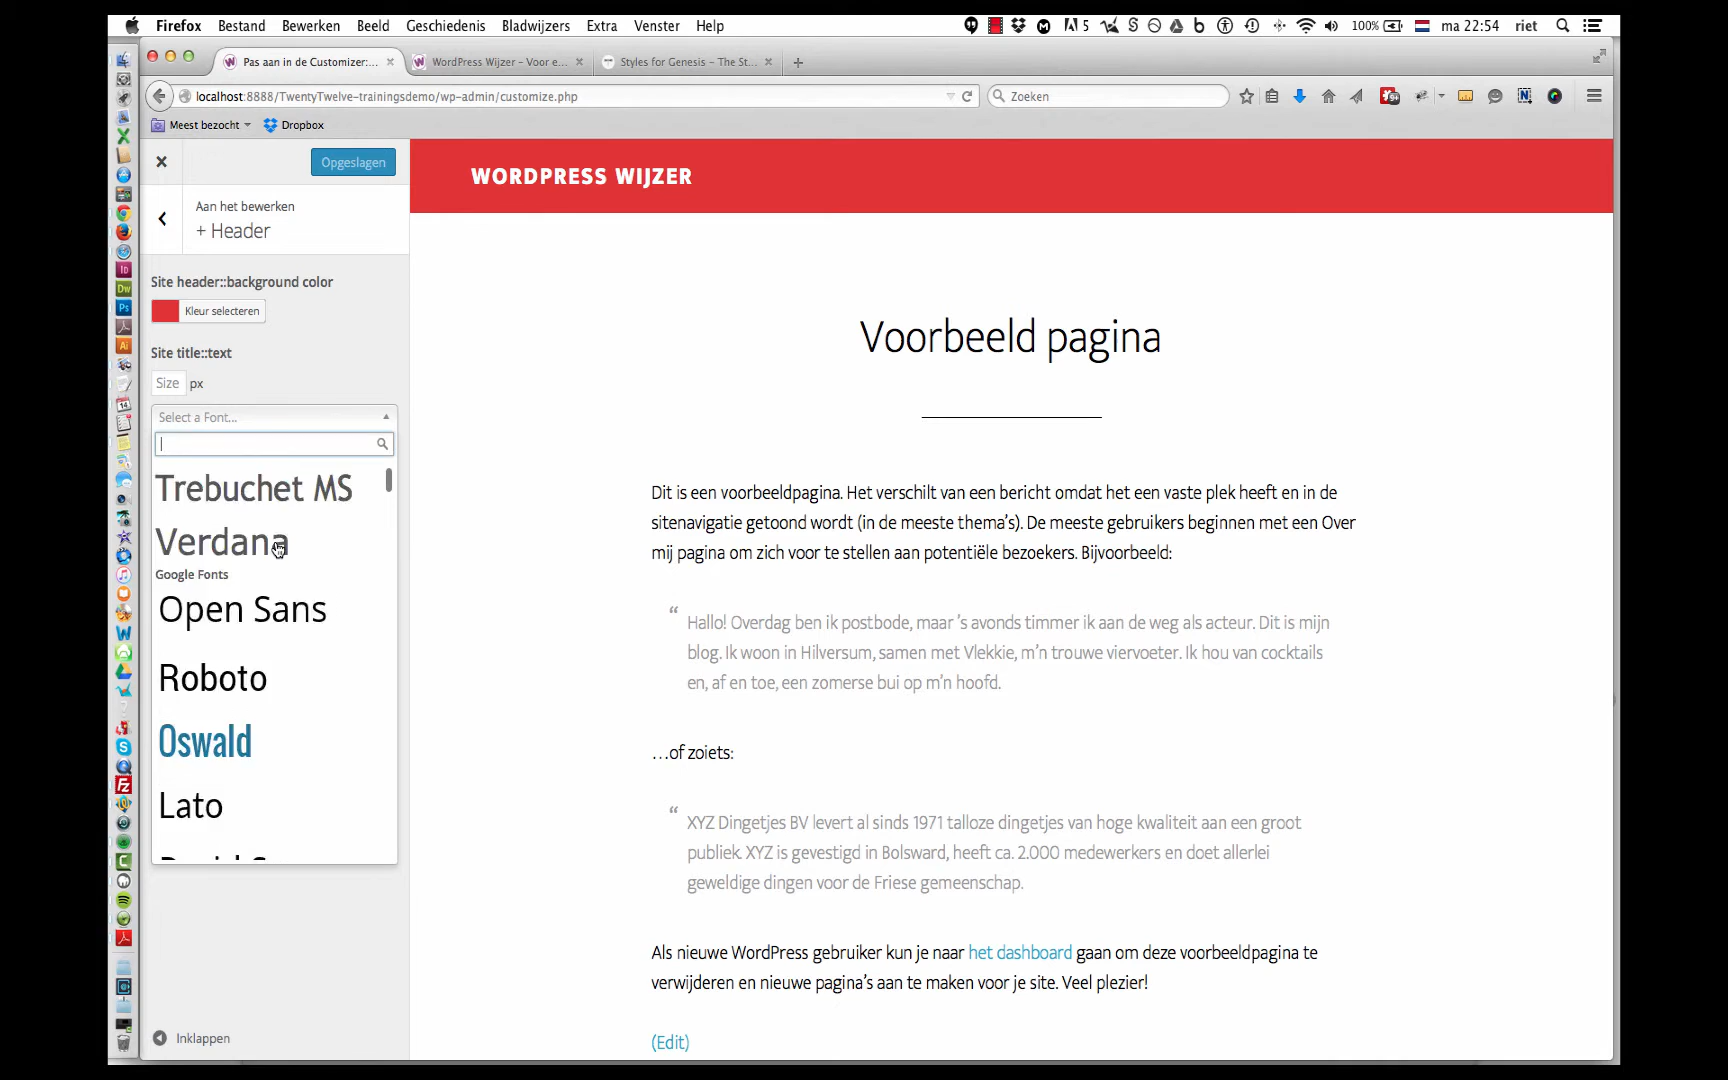 Firefox Bestand Bewerken Beeld Geschiedenis Bladwijzers Extra Venster Help 5 100% ma 22:54 riet
Pas aan in de Customizer:... WordPress Wijzer – Voor e... Styles for Genesis – The St...
localhost:8888/TwentyTwelve-trainingsdemo/wp-admin/customize.php Zoeken
Meest bezocht Dropbox
Opgeslagen
Aan het bewerken
+ Header
Site header::background color
Kleur selecteren
Site title::text
Size px
Select a Font...
Trebuchet MS
Verdana
Google Fonts
Open Sans
Roboto
Oswald
Lato
Inklappen
WORDPRESS WIJZER
Voorbeeld pagina
Dit is een voorbeeldpagina. Het verschilt van een bericht omdat het een vaste plek heeft en in de
sitenavigatie getoond wordt (in de meeste thema's). De meeste gebruikers beginnen met een Over
mij pagina om zich voor te stellen aan potentiële bezoekers. Bijvoorbeeld:
“ Hallo! Overdag ben ik postbode, maar 's avonds timmer ik aan de weg als acteur. Dit is mijn
blog. Ik woon in Hilversum, samen met Vlekkie, m'n trouwe viervoeter. Ik hou van cocktails
en, af en toe, een zomerse bui op m'n hoofd.
…of zoiets:
“ XYZ Dingetjes BV levert al sinds 1971 talloze dingetjes van hoge kwaliteit aan een groot
publiek. XYZ is gevestigd in Bolsward, heeft ca. 2.000 medewerkers en doet allerlei
geweldige dingen voor de Friese gemeenschap.
Als nieuwe WordPress gebruiker kun je naar het dashboard gaan om deze voorbeeldpagina te
verwijderen en nieuwe pagina's aan te maken voor je site. Veel plezier!
(Edit)